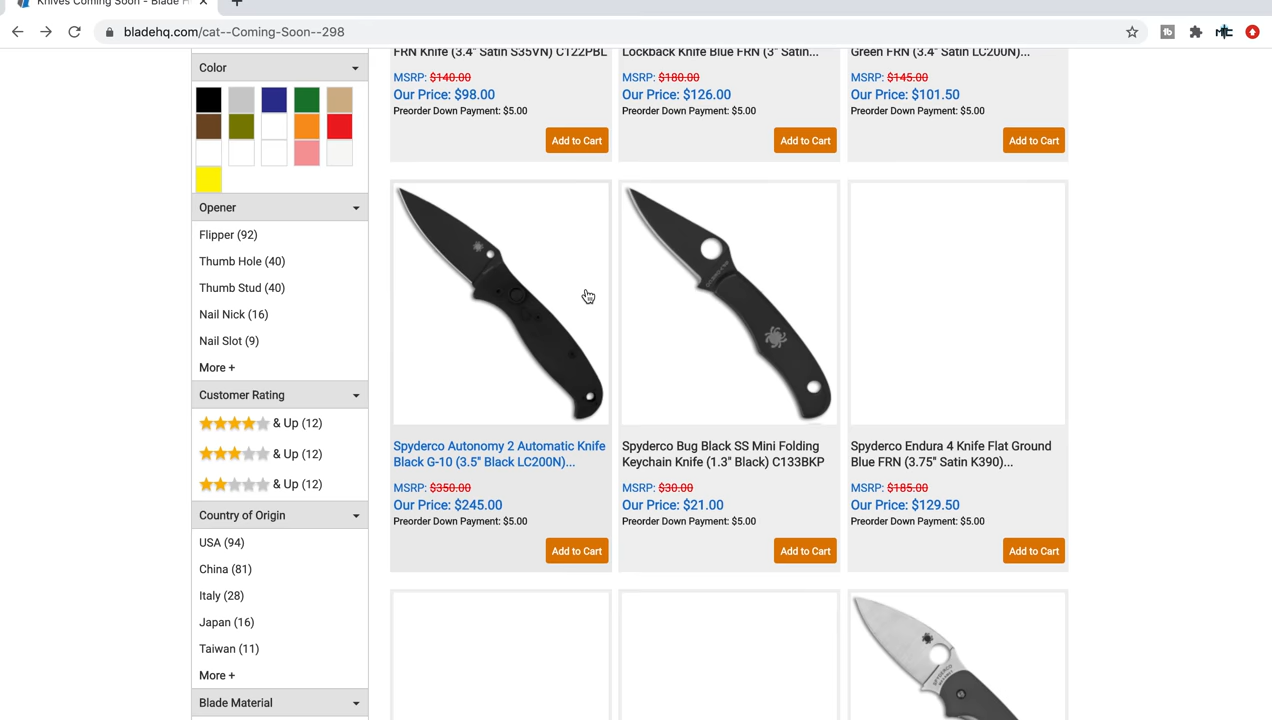 Knives Coming Soon - Blade H
bladehq.com/cat--Coming-Soon--298
Color
Opener
Flipper (92)
Thumb Hole (40)
Thumb Stud (40)
Nail Nick (16)
Nail Slot (9)
More +
Customer Rating
& Up (12)
& Up (12)
& Up (12)
Country of Origin
USA (94)
China (81)
Italy (28)
Japan (16)
Taiwan (11)
More +
Blade Material
FRN Knife (3.4" Satin S35VN) C122PBL
MSRP: $140.00
Our Price: $98.00
Preorder Down Payment: $5.00
Add to Cart
Lockback Knife Blue FRN (3" Satin...
MSRP: $180.00
Our Price: $126.00
Preorder Down Payment: $5.00
Add to Cart
Green FRN (3.4" Satin LC200N)...
MSRP: $145.00
Our Price: $101.50
Preorder Down Payment: $5.00
Add to Cart
Spyderco Autonomy 2 Automatic Knife
Black G-10 (3.5" Black LC200N)...
MSRP: $350.00
Our Price: $245.00
Preorder Down Payment: $5.00
Add to Cart
Spyderco Bug Black SS Mini Folding
Keychain Knife (1.3" Black) C133BKP
MSRP: $30.00
Our Price: $21.00
Preorder Down Payment: $5.00
Add to Cart
Spyderco Endura 4 Knife Flat Ground
Blue FRN (3.75" Satin K390)...
MSRP: $185.00
Our Price: $129.50
Preorder Down Payment: $5.00
Add to Cart